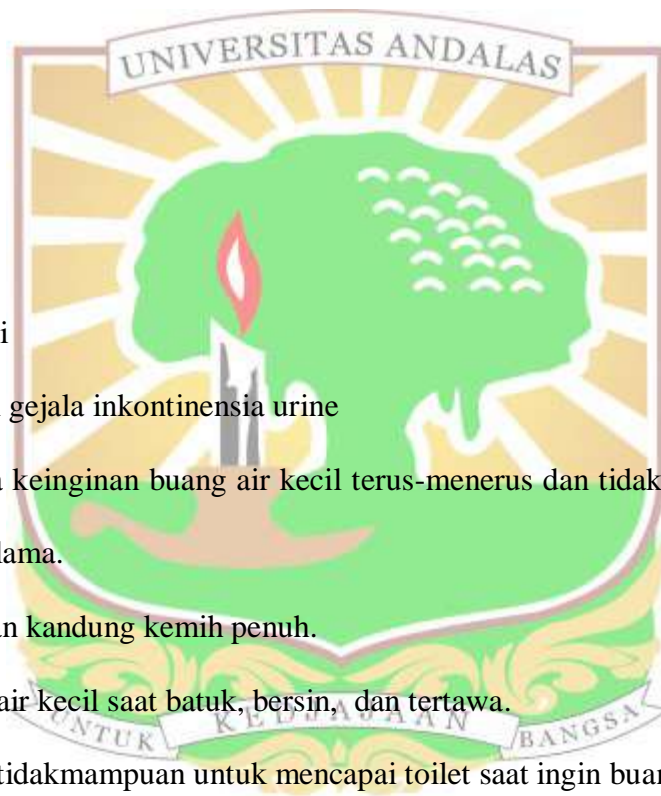 UNIVERSITAS ANDALAS
i
gejala inkontinensia urine
keinginan buang air kecil terus-menerus dan tidak
lama.
kandung kemih penuh.
air kecil saat batuk, bersin, dan tertawa.
UNTUK KEDJAJAAN BANGSA
tidakmampuan untuk mencapai toilet saat ingin buan